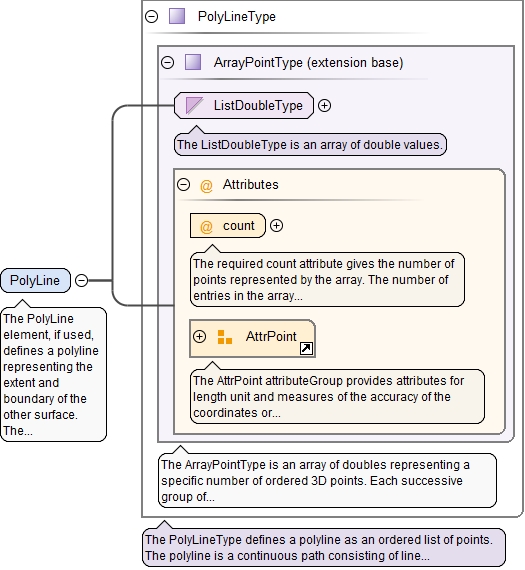 PolyLineType
ArrayPointType (extension base)
ListDoubleType
The ListDoubleType is an array of double values.
@ Attributes
@ count
The required count attribute gives the number of
points represented by the array. The number of
entries in the array...
AttrPoint
The AttrPoint attributeGroup provides attributes for
length unit and measures of the accuracy of the
coordinates or...
PolyLine
The PolyLine
element, if used,
defines a polyline
representing the
extent and
boundary of the
other surface.
The...
The ArrayPointType is an array of doubles representing a
specific number of ordered 3D points. Each successive
group of...
The PolyLineType defines a polyline as an ordered list of points.
The polyline is a continuous path consisting of line...